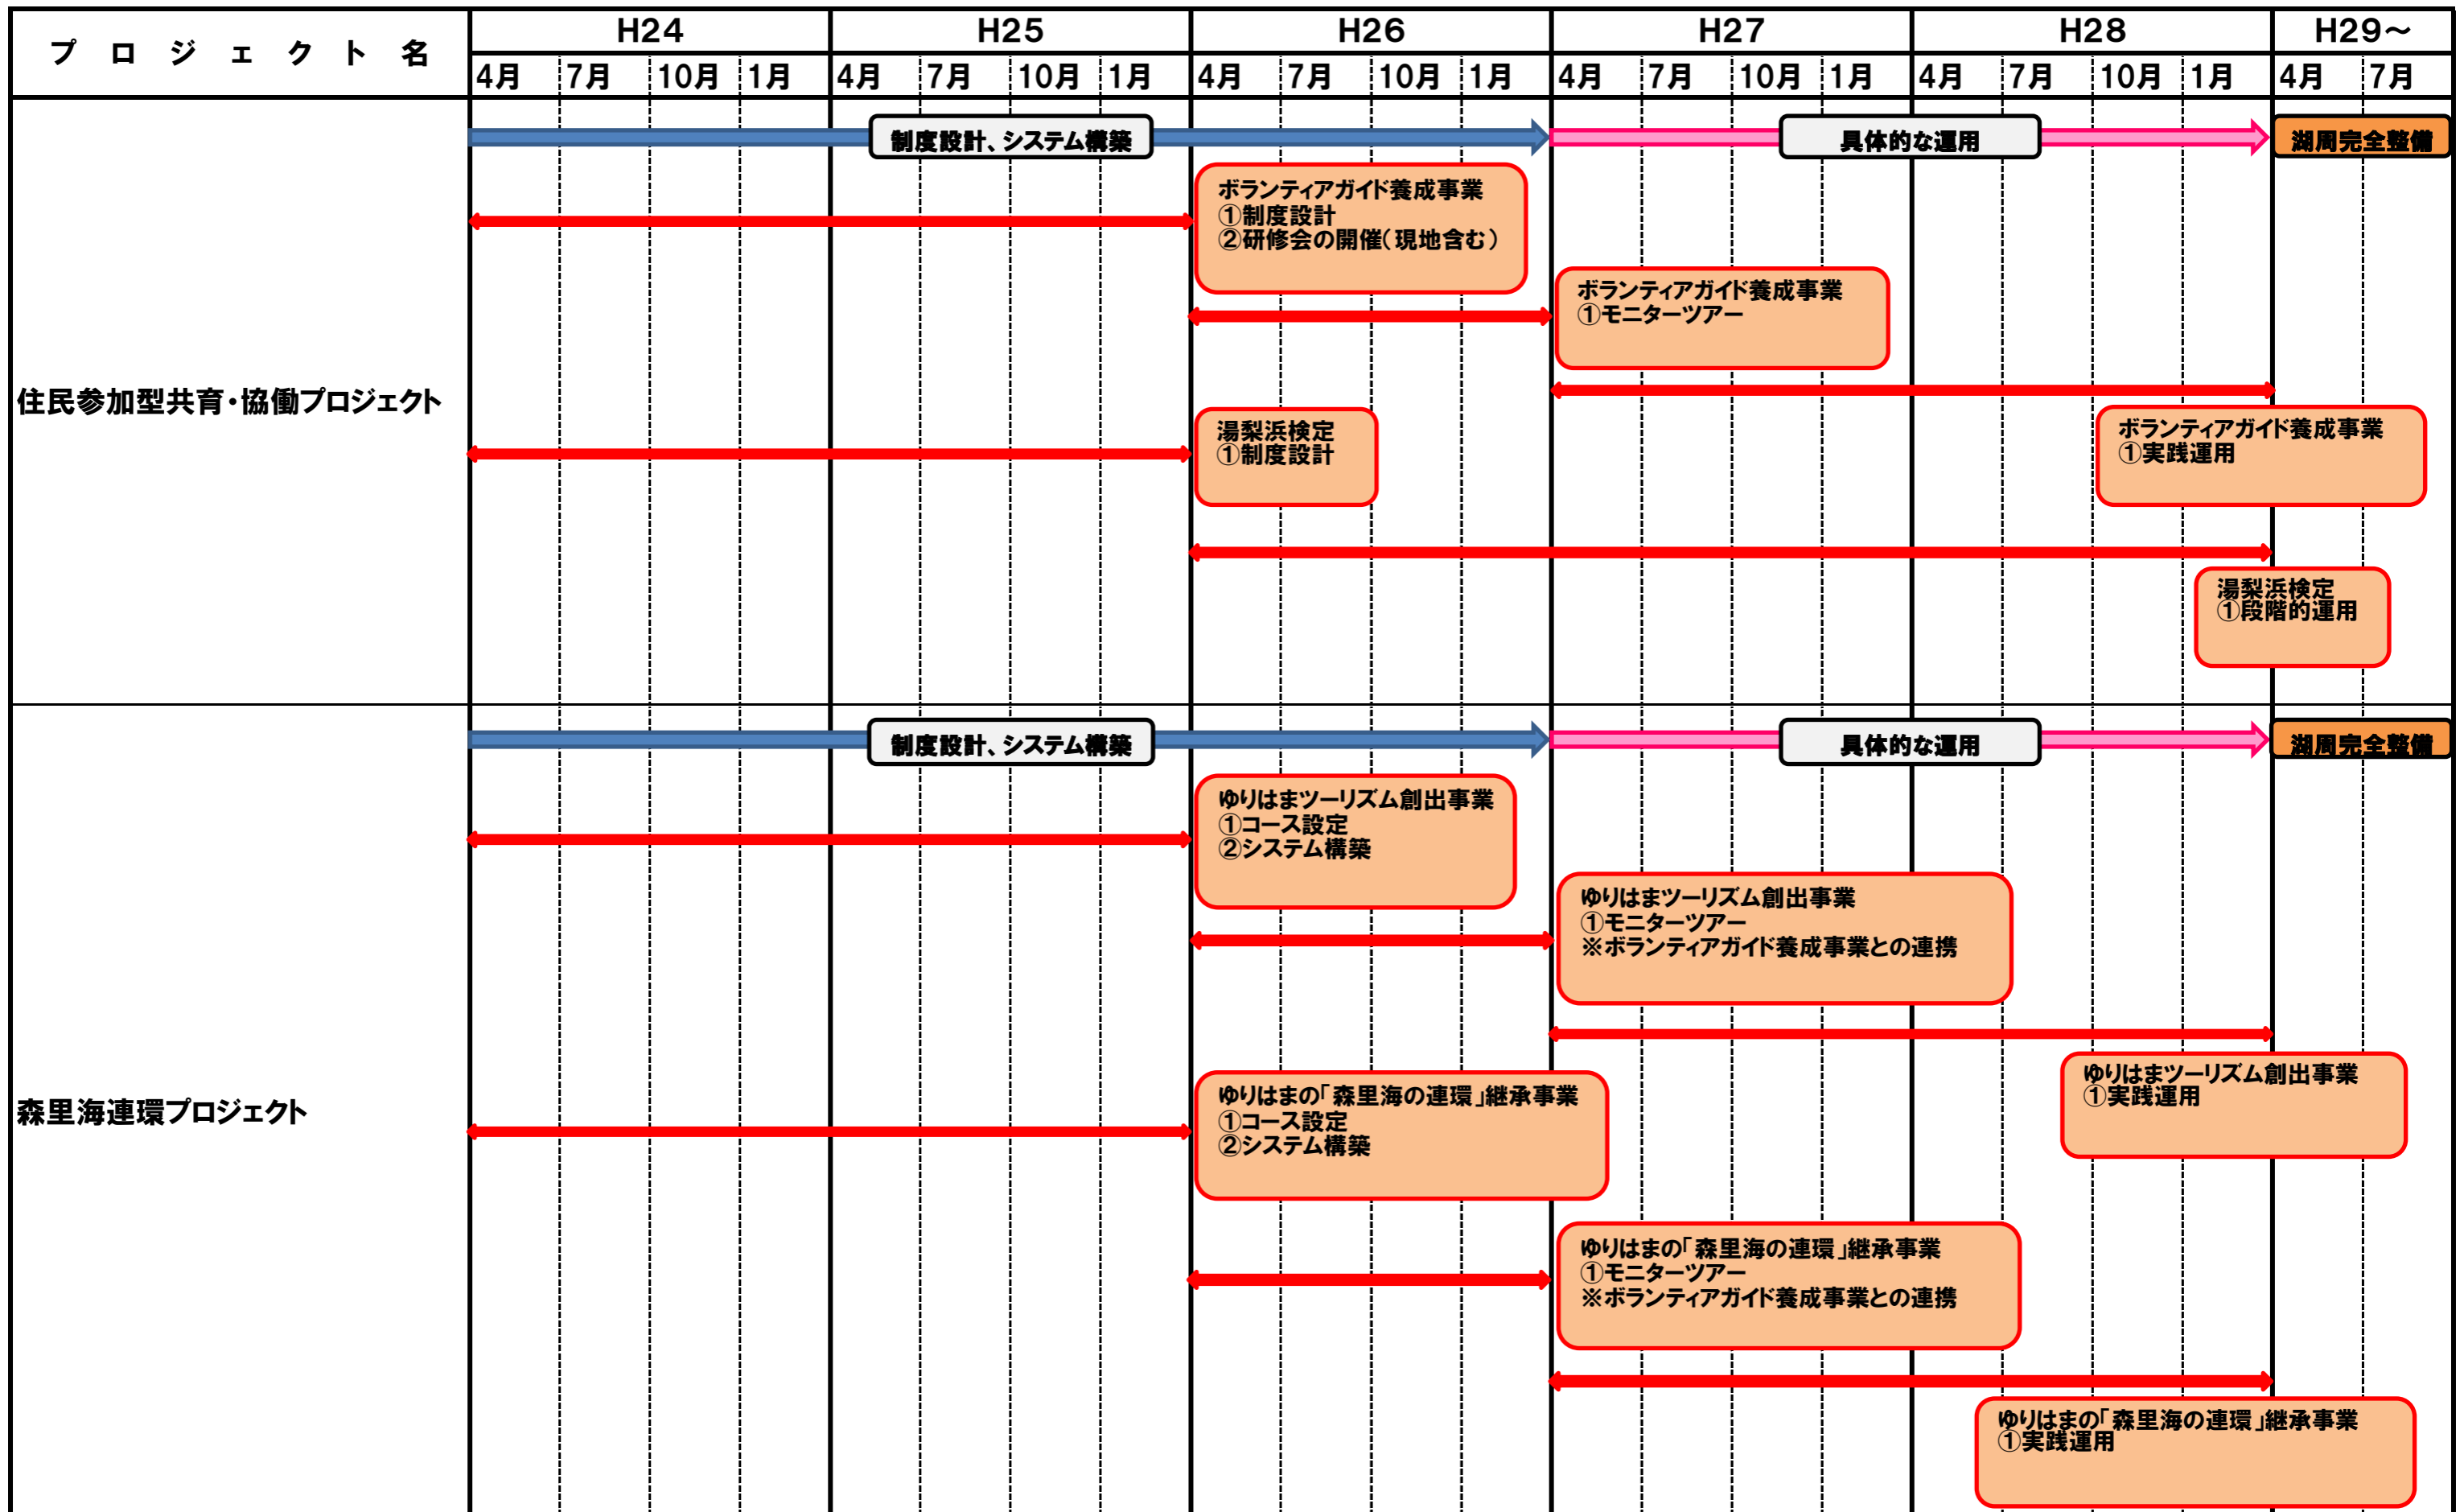 プロジェクト名
H24
H25
H26
H27
H28
H29～
4月
7月
10月
1月
4月
7月
10月
1月
4月
7月
10月
1月
4月
7月
10月
1月
4月
7月
10月
1月
4月
7月
住民参加型共育・協働プロジェクト
制度設計、システム構築
具体的な運用
湖周完全整備
ボランティアガイド養成事業
①制度設計
②研修会の開催（現地含む）
ボランティアガイド養成事業
①モニターツアー
湯梨浜検定
①制度設計
ボランティアガイド養成事業
①実践運用
湯梨浜検定
①段階的運用
森里海連環プロジェクト
制度設計、システム構築
具体的な運用
湖周完全整備
ゆりはまツーリズム創出事業
①コース設定
②システム構築
ゆりはまツーリズム創出事業
①モニターツアー
※ボランティアガイド養成事業との連携
ゆりはまツーリズム創出事業
①実践運用
ゆりはまの「森里海の連環」継承事業
①コース設定
②システム構築
ゆりはまの「森里海の連環」継承事業
①モニターツアー
※ボランティアガイド養成事業との連携
ゆりはまの「森里海の連環」継承事業
①実践運用